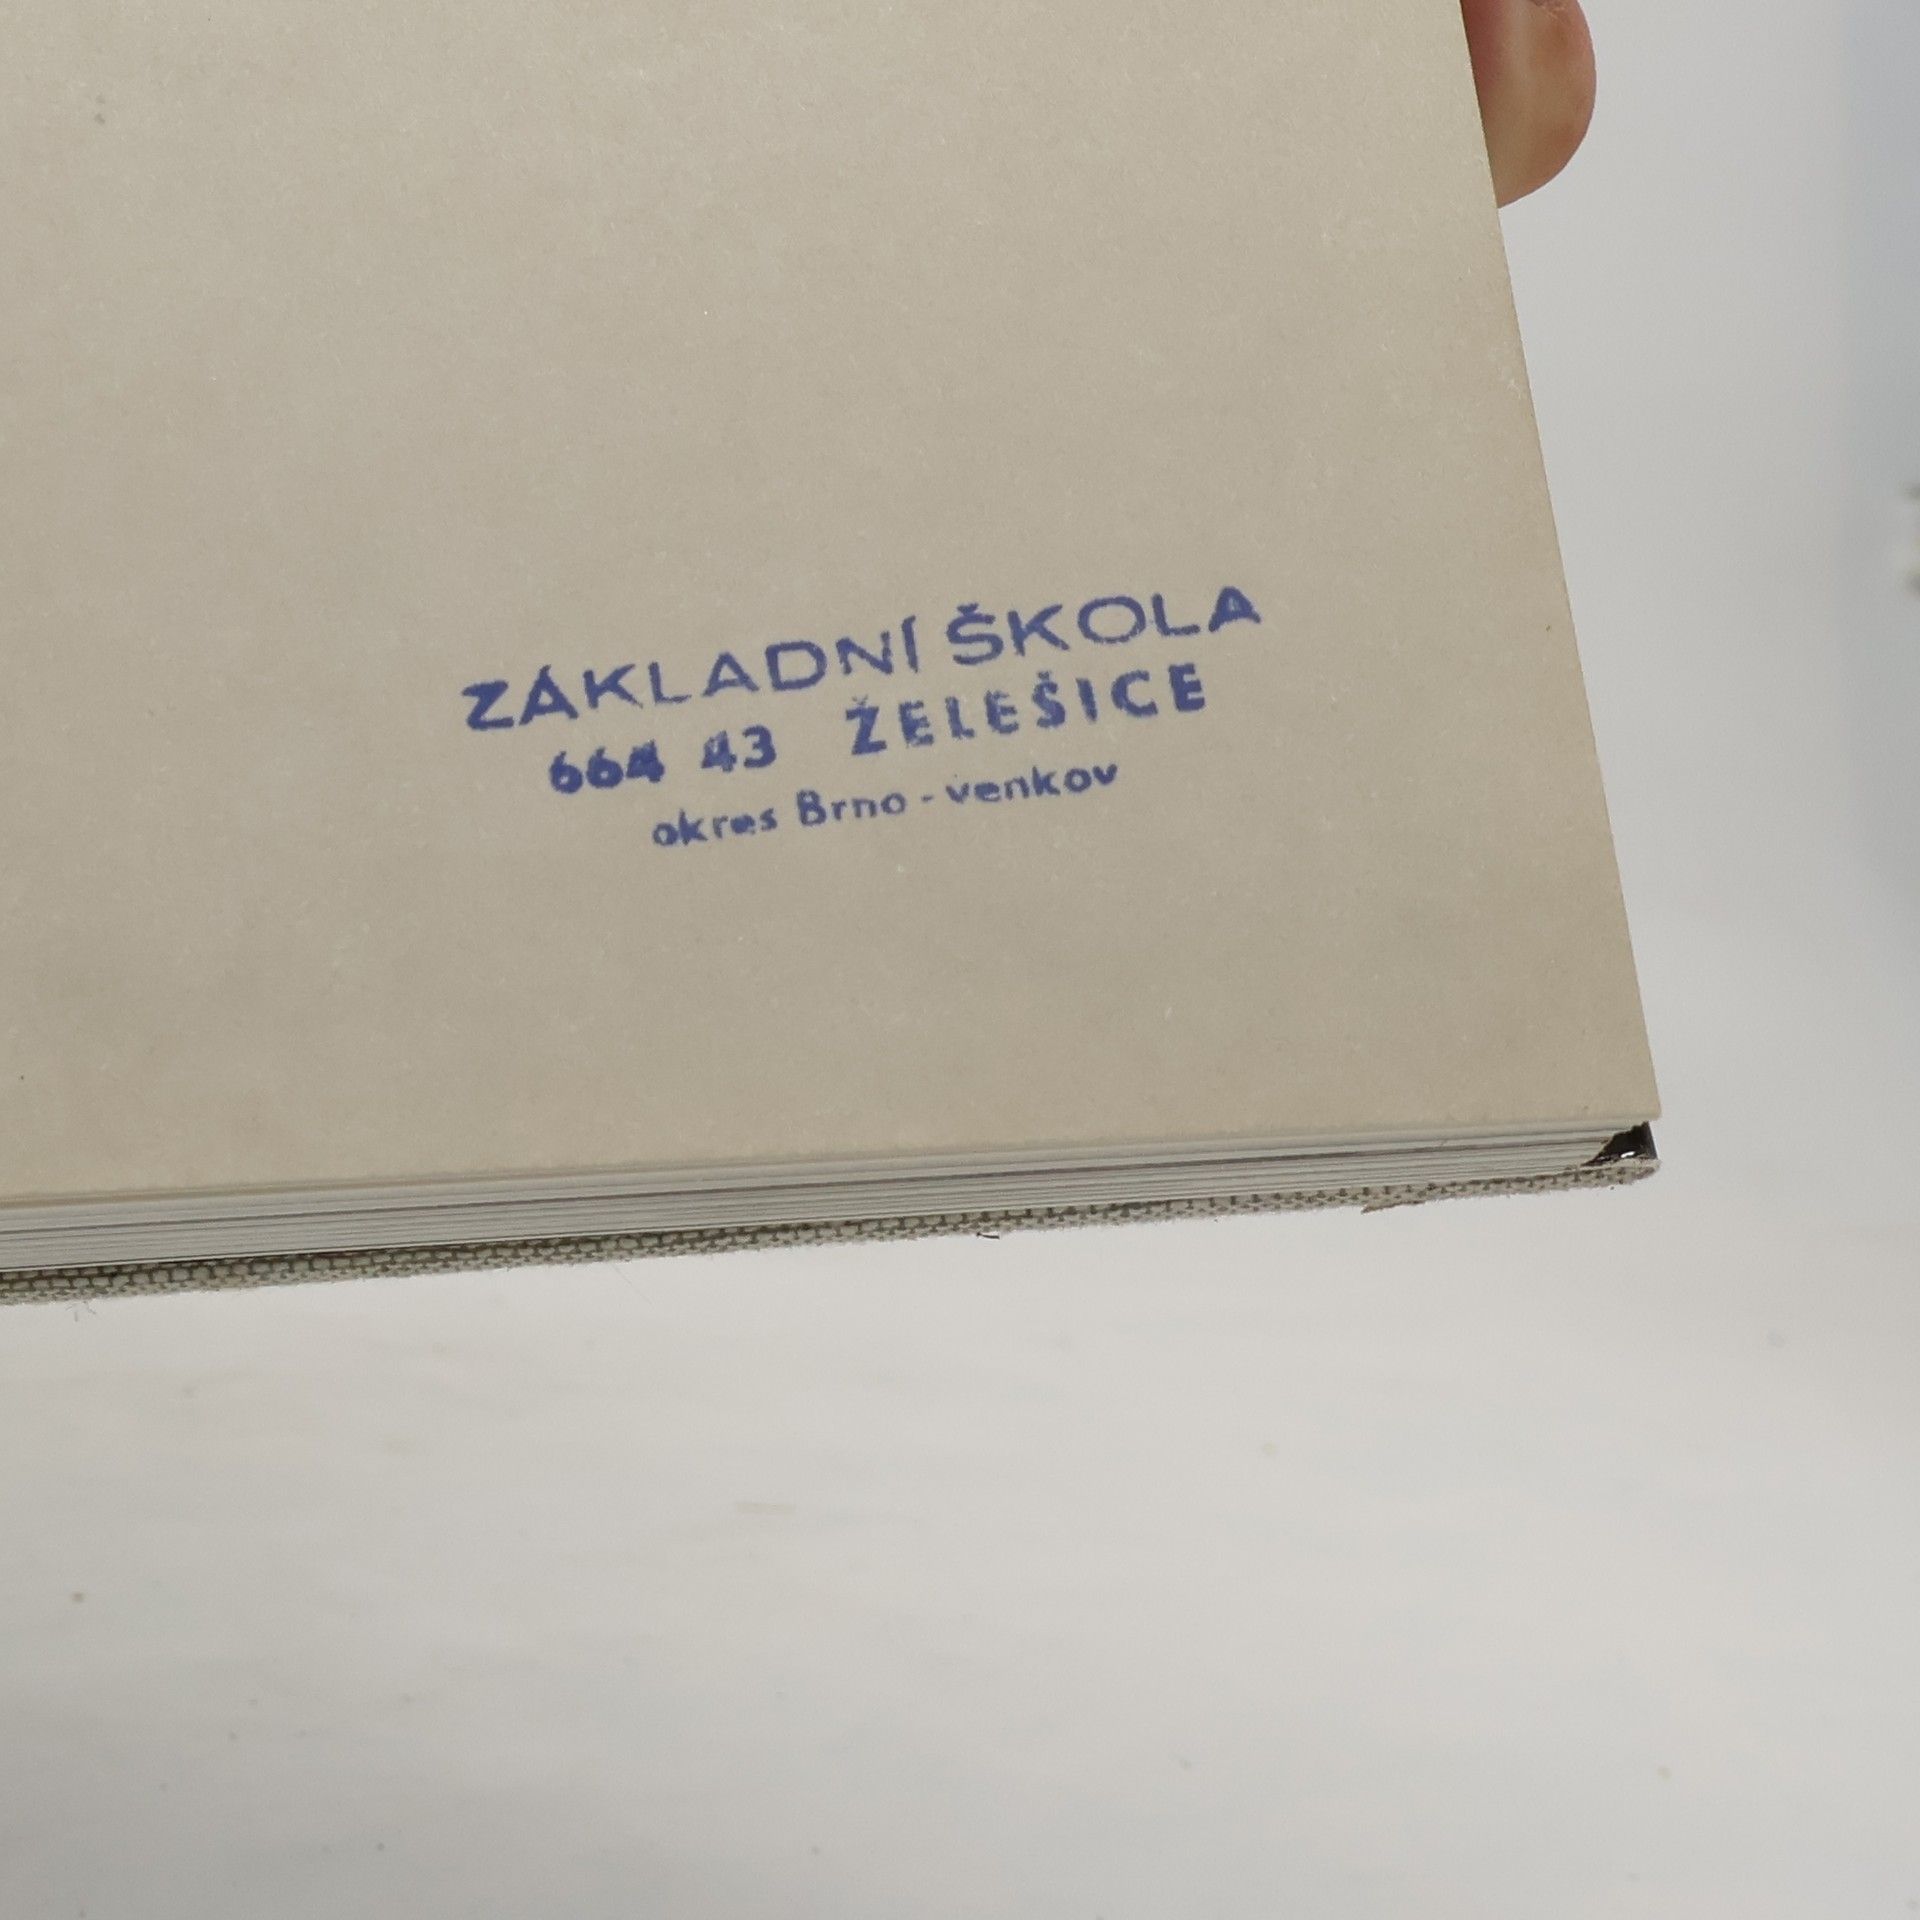 ZÁKLADNÍ ŠKOLA
664 43 ŽELEŠICE
okres Brno - venkov